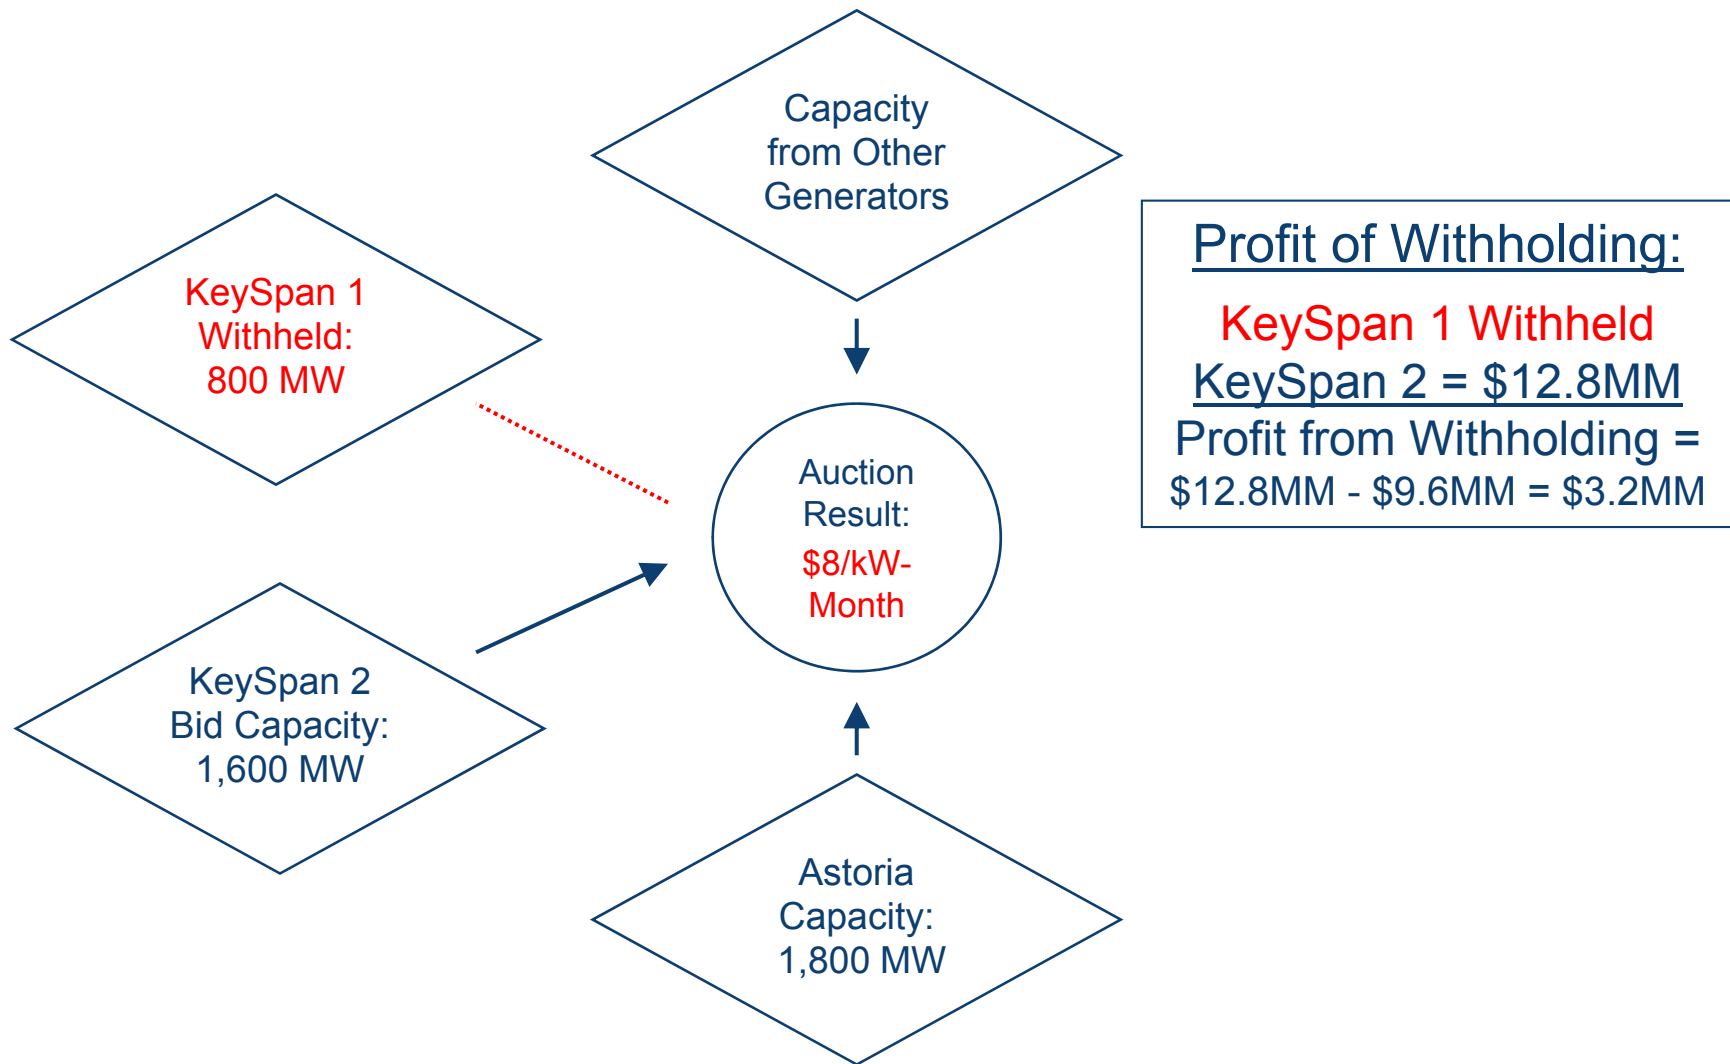 Capacity
from Other
Generators
KeySpan 1
Withheld:
800 MW
Profit of Withholding:
KeySpan 1 Withheld
KeySpan 2 = $12.8MM
Profit from Withholding =
$12.8MM - $9.6MM = $3.2MM
Auction
Result:
$8/kW-
Month
KeySpan 2
Bid Capacity:
1,600 MW
Astoria
Capacity:
1,800 MW